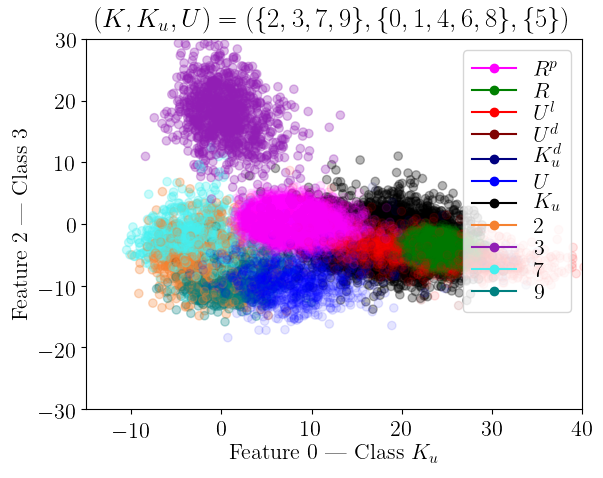 (K, K_u, U) = ({2, 3, 7, 9}, {0, 1, 4, 6, 8}, {5})
30
20
10
0
−10
−20
−30
Feature 2 — Class 3
−10 0 10 20 30 40
Feature 0 — Class K_u
R^p
R
U^l
U^d
K_u^d
U
K_u
2
3
7
9